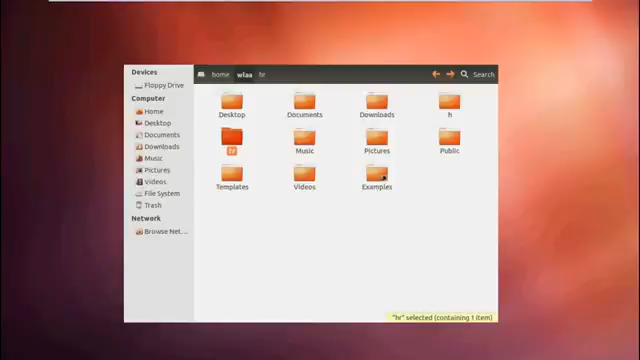 Devices
Floppy Drive
Computer
Home
Desktop
Documents
Downloads
Music
Pictures
Videos
File System
Trash
Network
Browse Net...
home wlaa hr
Search
Desktop Documents Downloads h
hr Music Pictures Public
Templates Videos Examples
"hr" selected (containing 1 item)